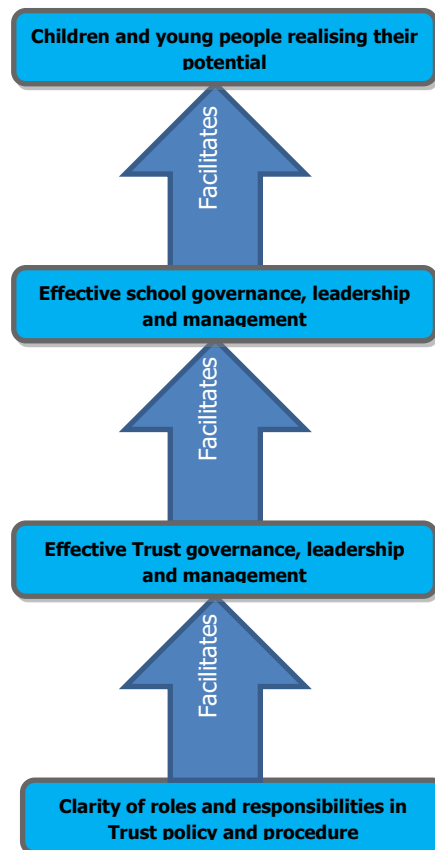 Children and young people realising their
potential
Facilitates
Effective school governance, leadership
and management
Facilitates
Effective Trust governance, leadership
and management
Facilitates
Clarity of roles and responsibilities in
Trust policy and procedure